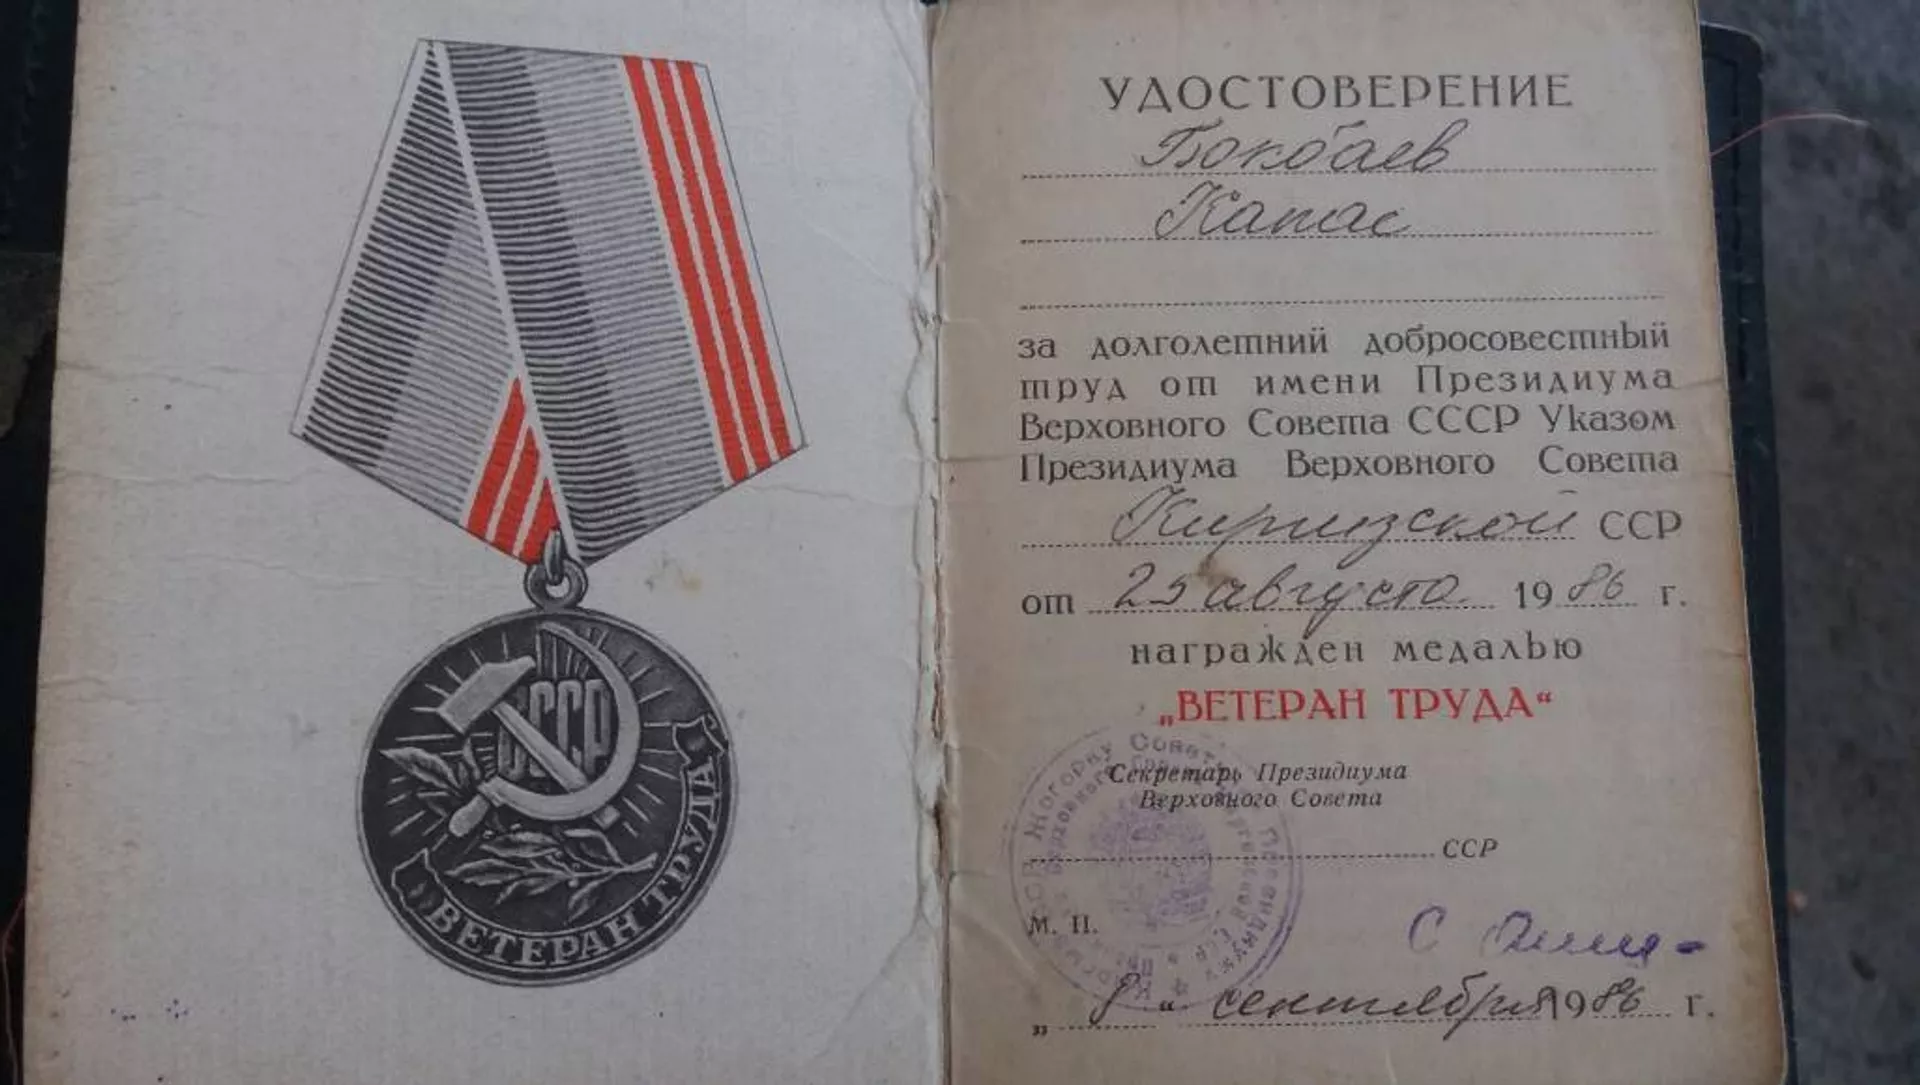 СССР
ВЕТЕРАН ТРУДА
УДОСТОВЕРЕНИЕ
Бокбаев
Капас
за долголетний добросовестный
труд от имени Президиума
Верховного Совета СССР Указом
Президиума Верховного Совета
Киргизской ССР
от 25 августа 1986 г.
награжден медалью
„ВЕТЕРАН ТРУДА“
Секретарь Президиума
Верховного Совета
ССР
М. П.
„ 8 “ сентября 1986 г.